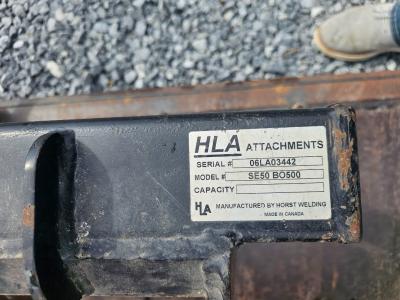 HLA ATTACHMENTS
SERIAL # 06LA03442
MODEL # SE50 BO500
CAPACITY
HLA MANUFACTURED BY HORST WELDING
MADE IN CANADA